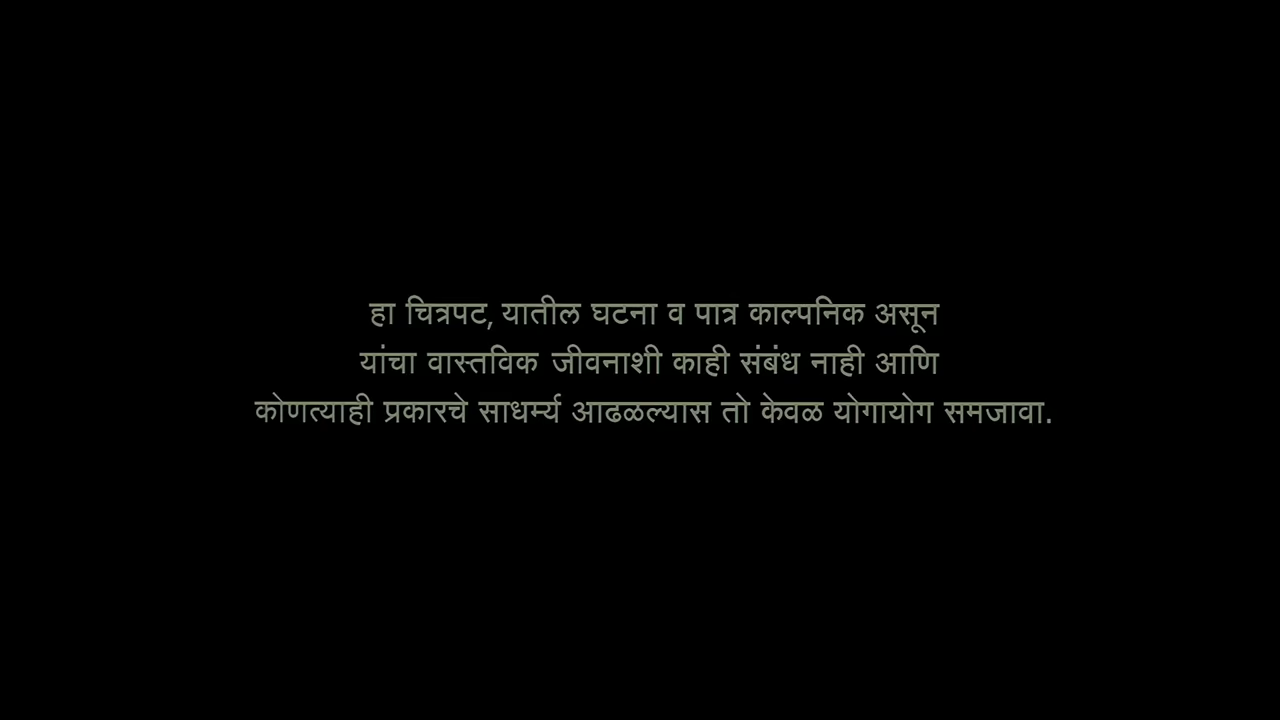 हा चित्रपट, यातील घटना व पात्र काल्पनिक असून
यांचा वास्तविक जीवनाशी काही संबंध नाही आणि
कोणत्याही प्रकारचे साधर्म्य आढळल्यास तो केवळ योगायोग समजावा.